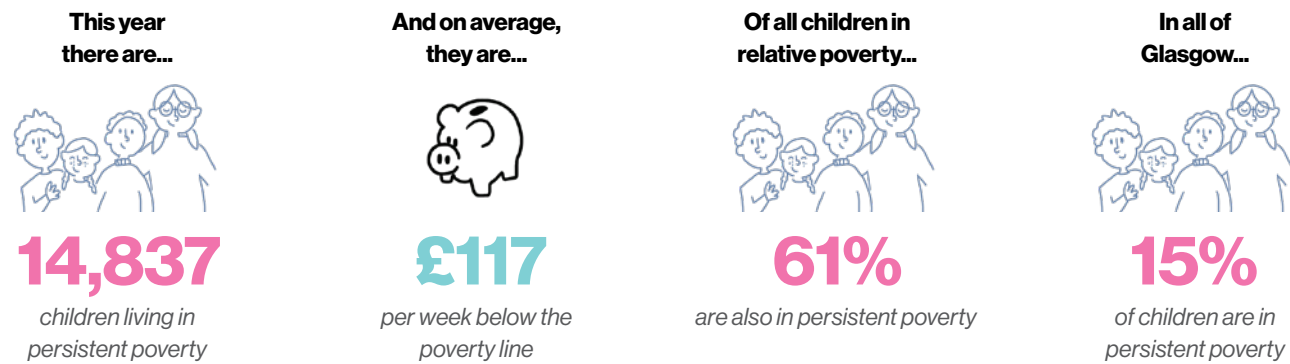 This year
there are...
14,837
children living in
persistent poverty
And on average,
they are...
£117
per week below the
poverty line
Of all children in
relative poverty...
61%
are also in persistent poverty
In all of
Glasgow...
15%
of children are in
persistent poverty